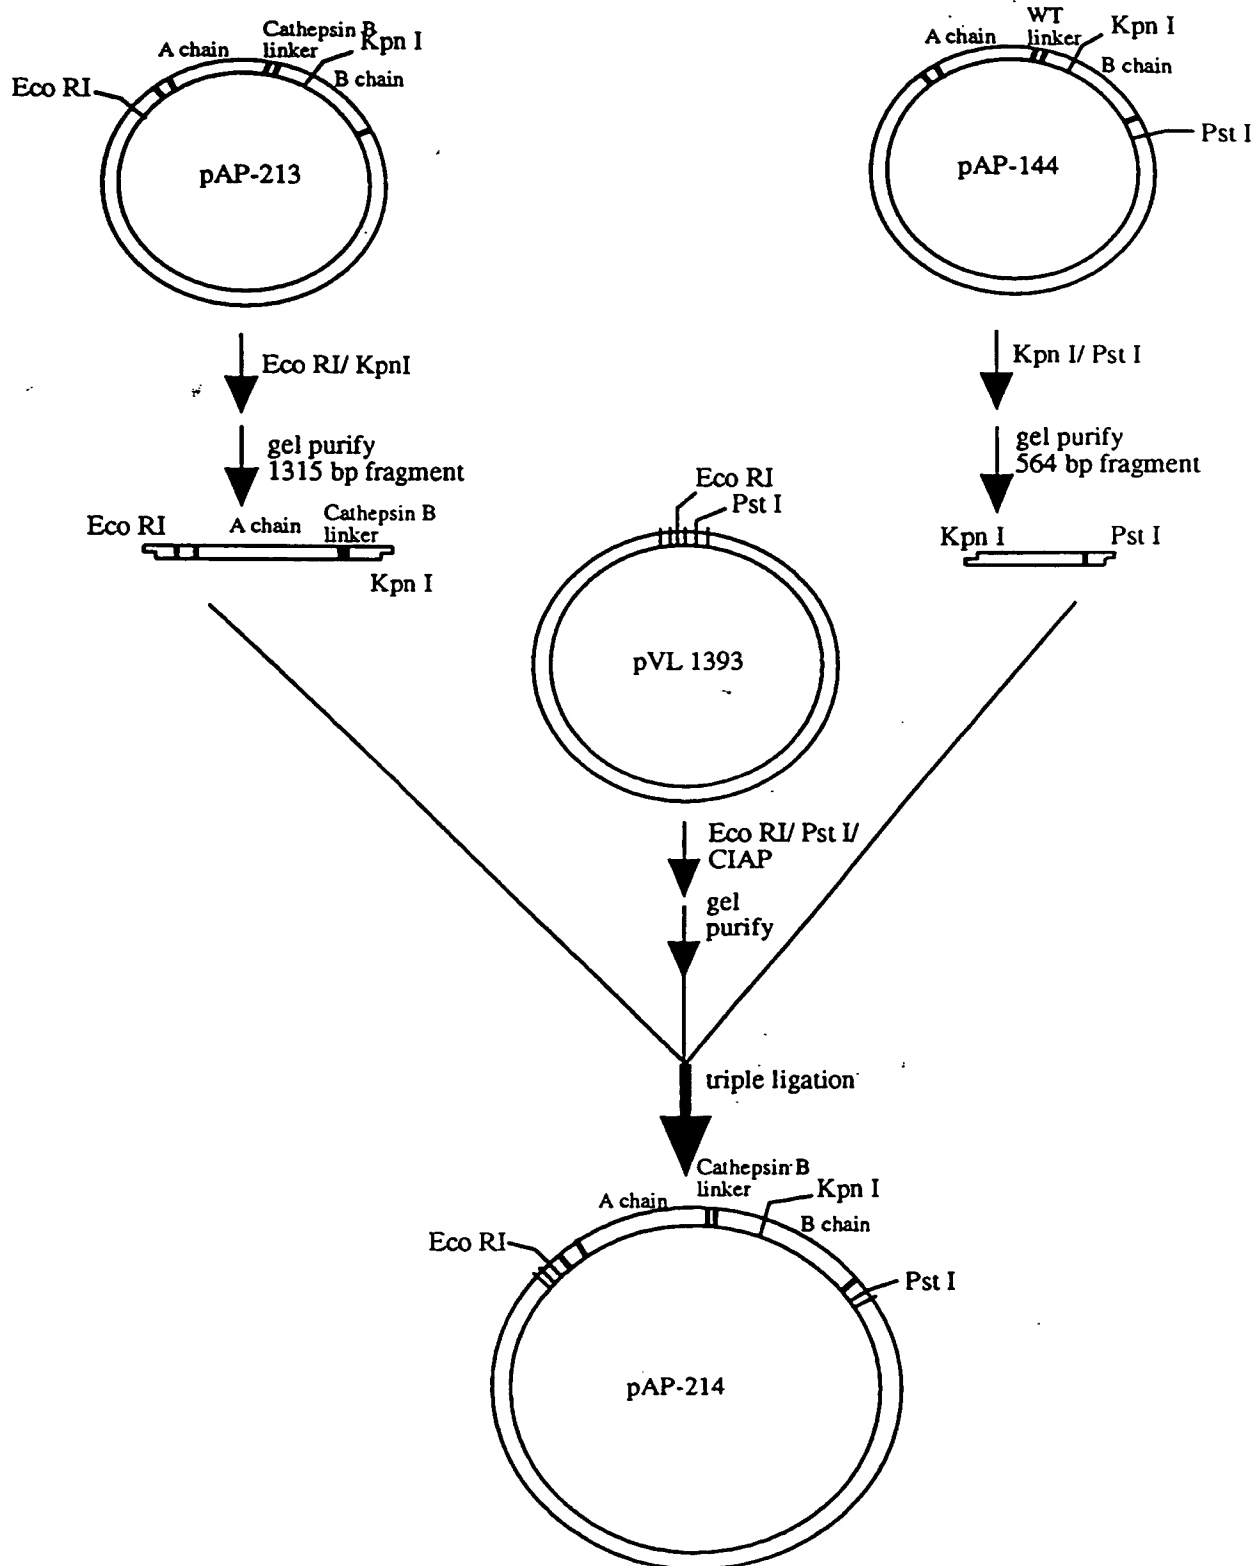 A chain
Cathepsin B
linker
Kpn I
B chain
Eco RI
pAP-213
A chain
WT
linker
Kpn I
B chain
Pst I
pAP-144
Eco RI/ KpnI
gel purify
1315 bp fragment
Kpn I/ Pst I
gel purify
564 bp fragment
Eco RI
A chain
Cathepsin B
linker
Kpn I
Eco RI
Pst I
Kpn I
Pst I
pVL 1393
Eco RI/ Pst I/
CIAP
gel
purify
triple ligation
A chain
Cathepsin B
linker
Kpn I
B chain
Eco RI
Pst I
pAP-214